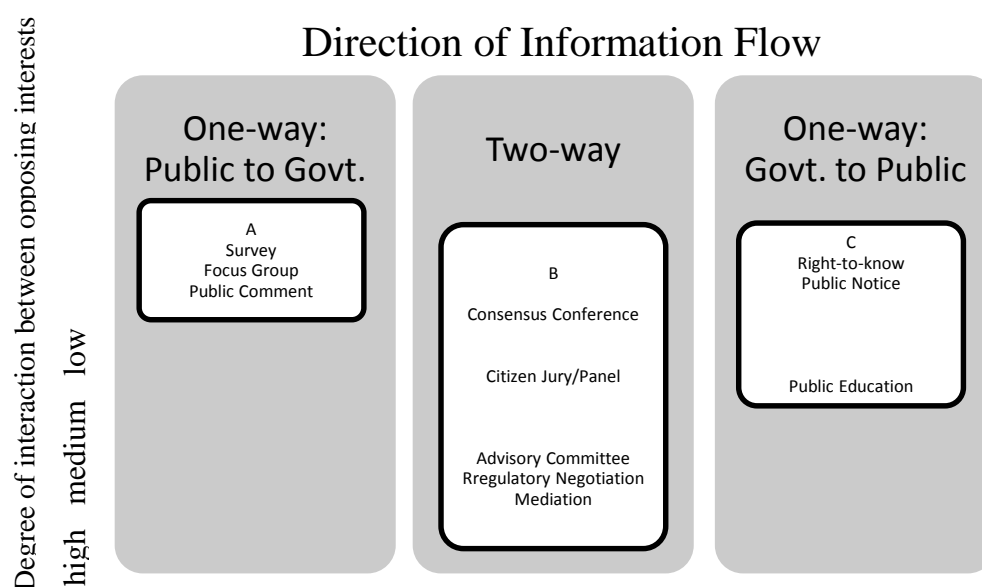 Direction of Information Flow
Degree of interaction between opposing interests
high medium low
One-way:
Public to Govt.
A
Survey
Focus Group
Public Comment
Two-way
B
Consensus Conference
Citizen Jury/Panel
Advisory Committee
Rregulatory Negotiation
Mediation
One-way:
Govt. to Public
C
Right-to-know
Public Notice
Public Education